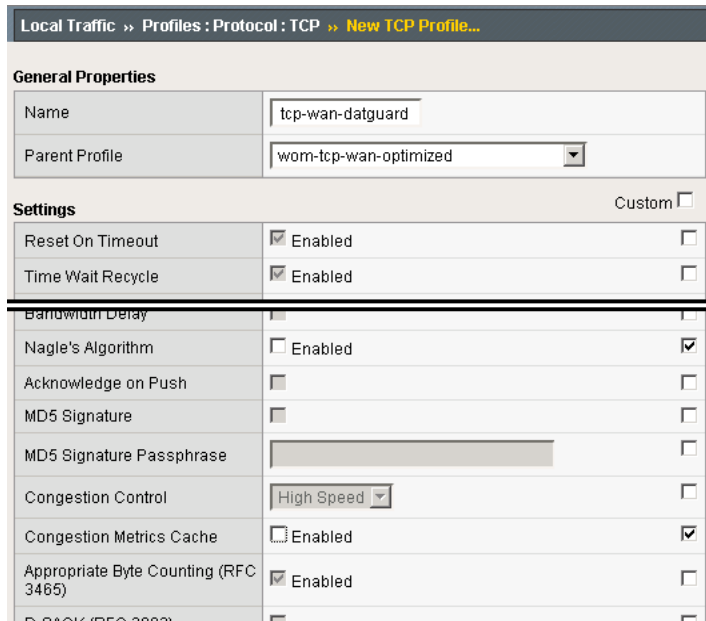 Local Traffic » Profiles : Protocol : TCP » New TCP Profile...
General Properties
Name tcp-wan-datguard
Parent Profile wom-tcp-wan-optimized
Settings Custom
Reset On Timeout Enabled
Time Wait Recycle Enabled
Bandwidth Delay
Nagle's Algorithm Enabled
Acknowledge on Push
MD5 Signature
MD5 Signature Passphrase
Congestion Control High Speed
Congestion Metrics Cache Enabled
Appropriate Byte Counting (RFC
3465) Enabled